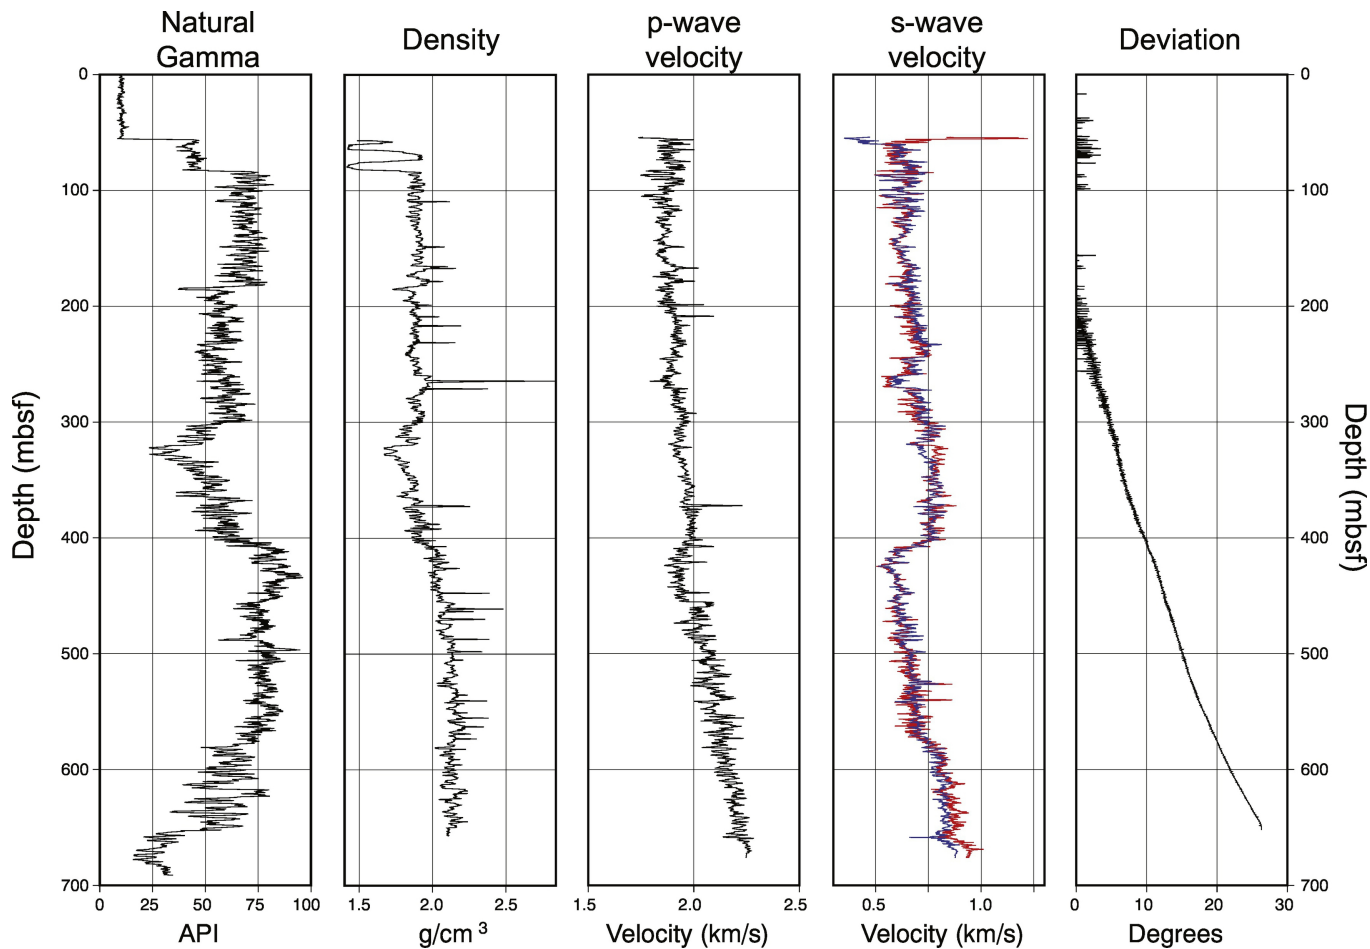 Natural
Gamma
Density
p-wave
velocity
s-wave
velocity
Deviation
0
100
200
300
400
500
600
700
Depth (mbsf)
0
100
200
300
400
500
600
700
Depth (mbsf)
0 25 50 75 100
2.0 2.5
1.5 2.0 2.5
0.5 1.0
0 10 20 30
API
g/cm 3
Velocity (km/s)
Velocity (km/s)
Degrees